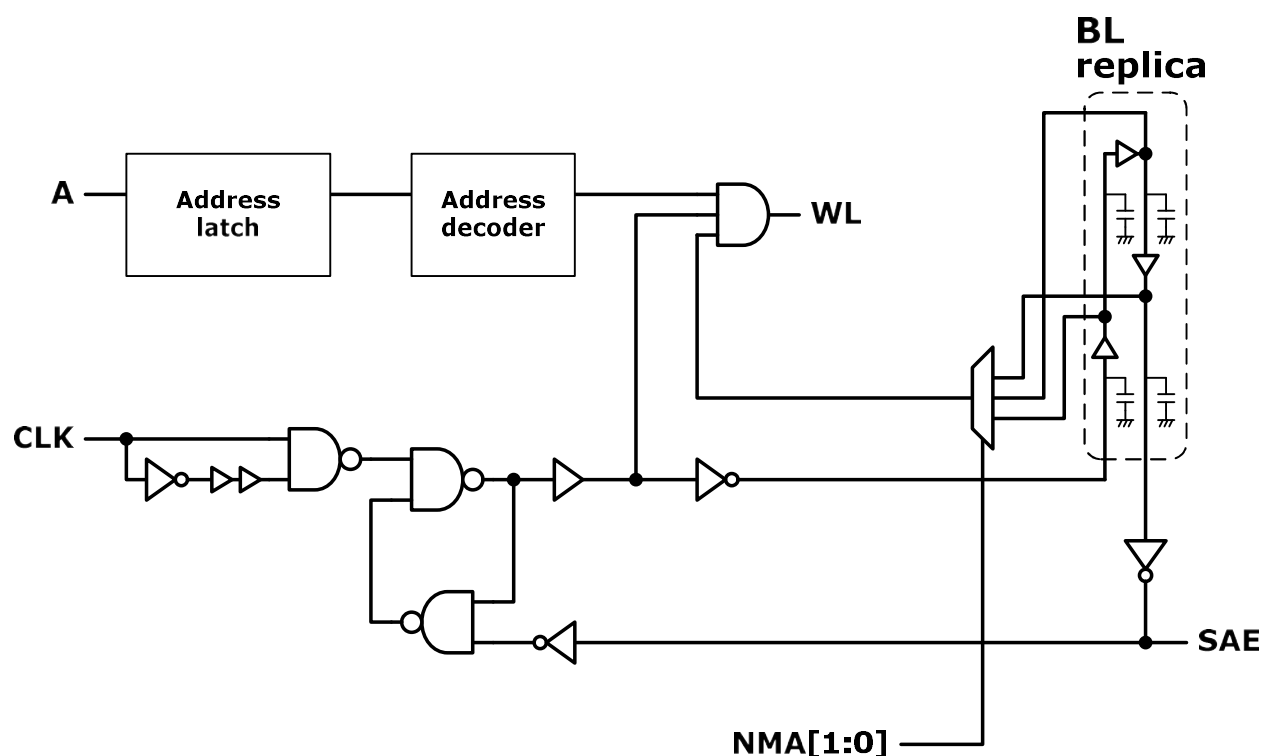 BL
replica
A
Address
latch
Address
decoder
WL
CLK
SAE
NMA[1:0]